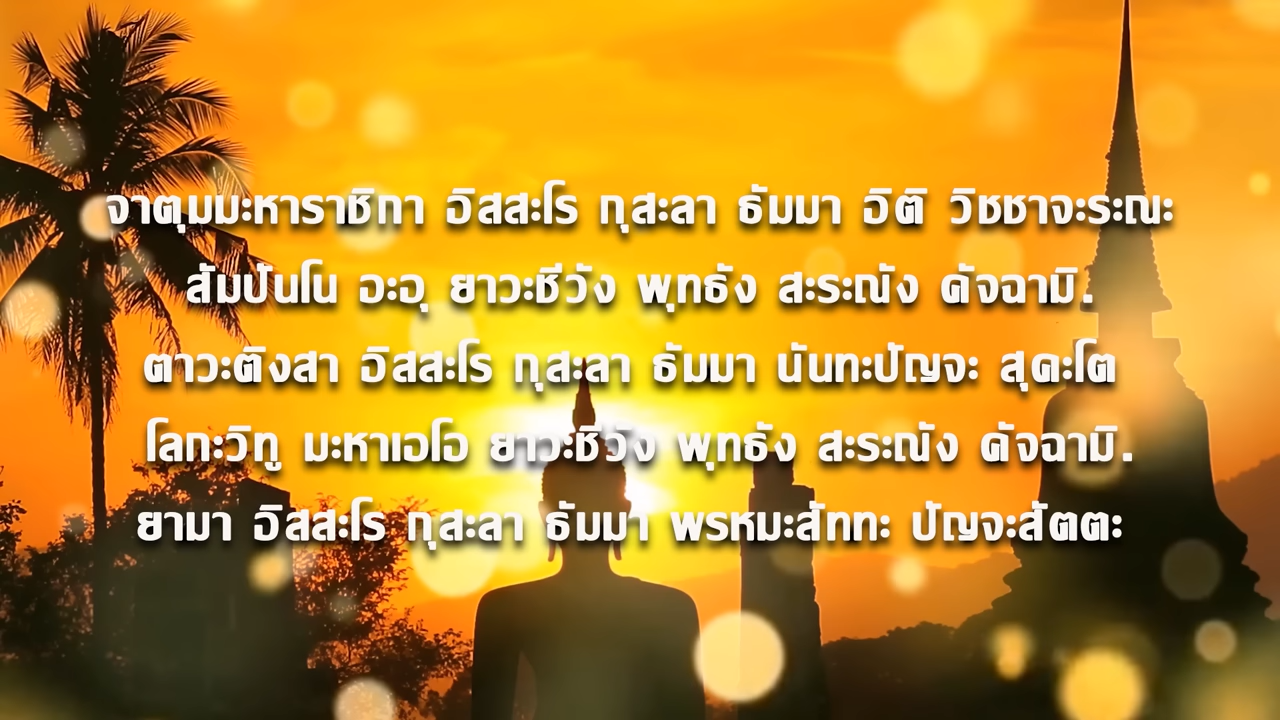 จาตุมมะหาราชิกา อิสสะโร กุสะลา ธัมมา อิติ วิชชาจะระณะ
สัมปันโน อะอุ ยาวะชีวัง พุทธัง สะระณัง คัจฉามิ.
ตาวะติงสา อิสสะโร กุสะลา ธัมมา นันทะปัญจะ สุคะโต
โลกะวิทู มะหาเอโอ ยาวะชีวัง พุทธัง สะระณัง คัจฉามิ.
ยามา อิสสะโร กุสะลา ธัมมา พรหมะสัททะ ปัญจะสัตตะ